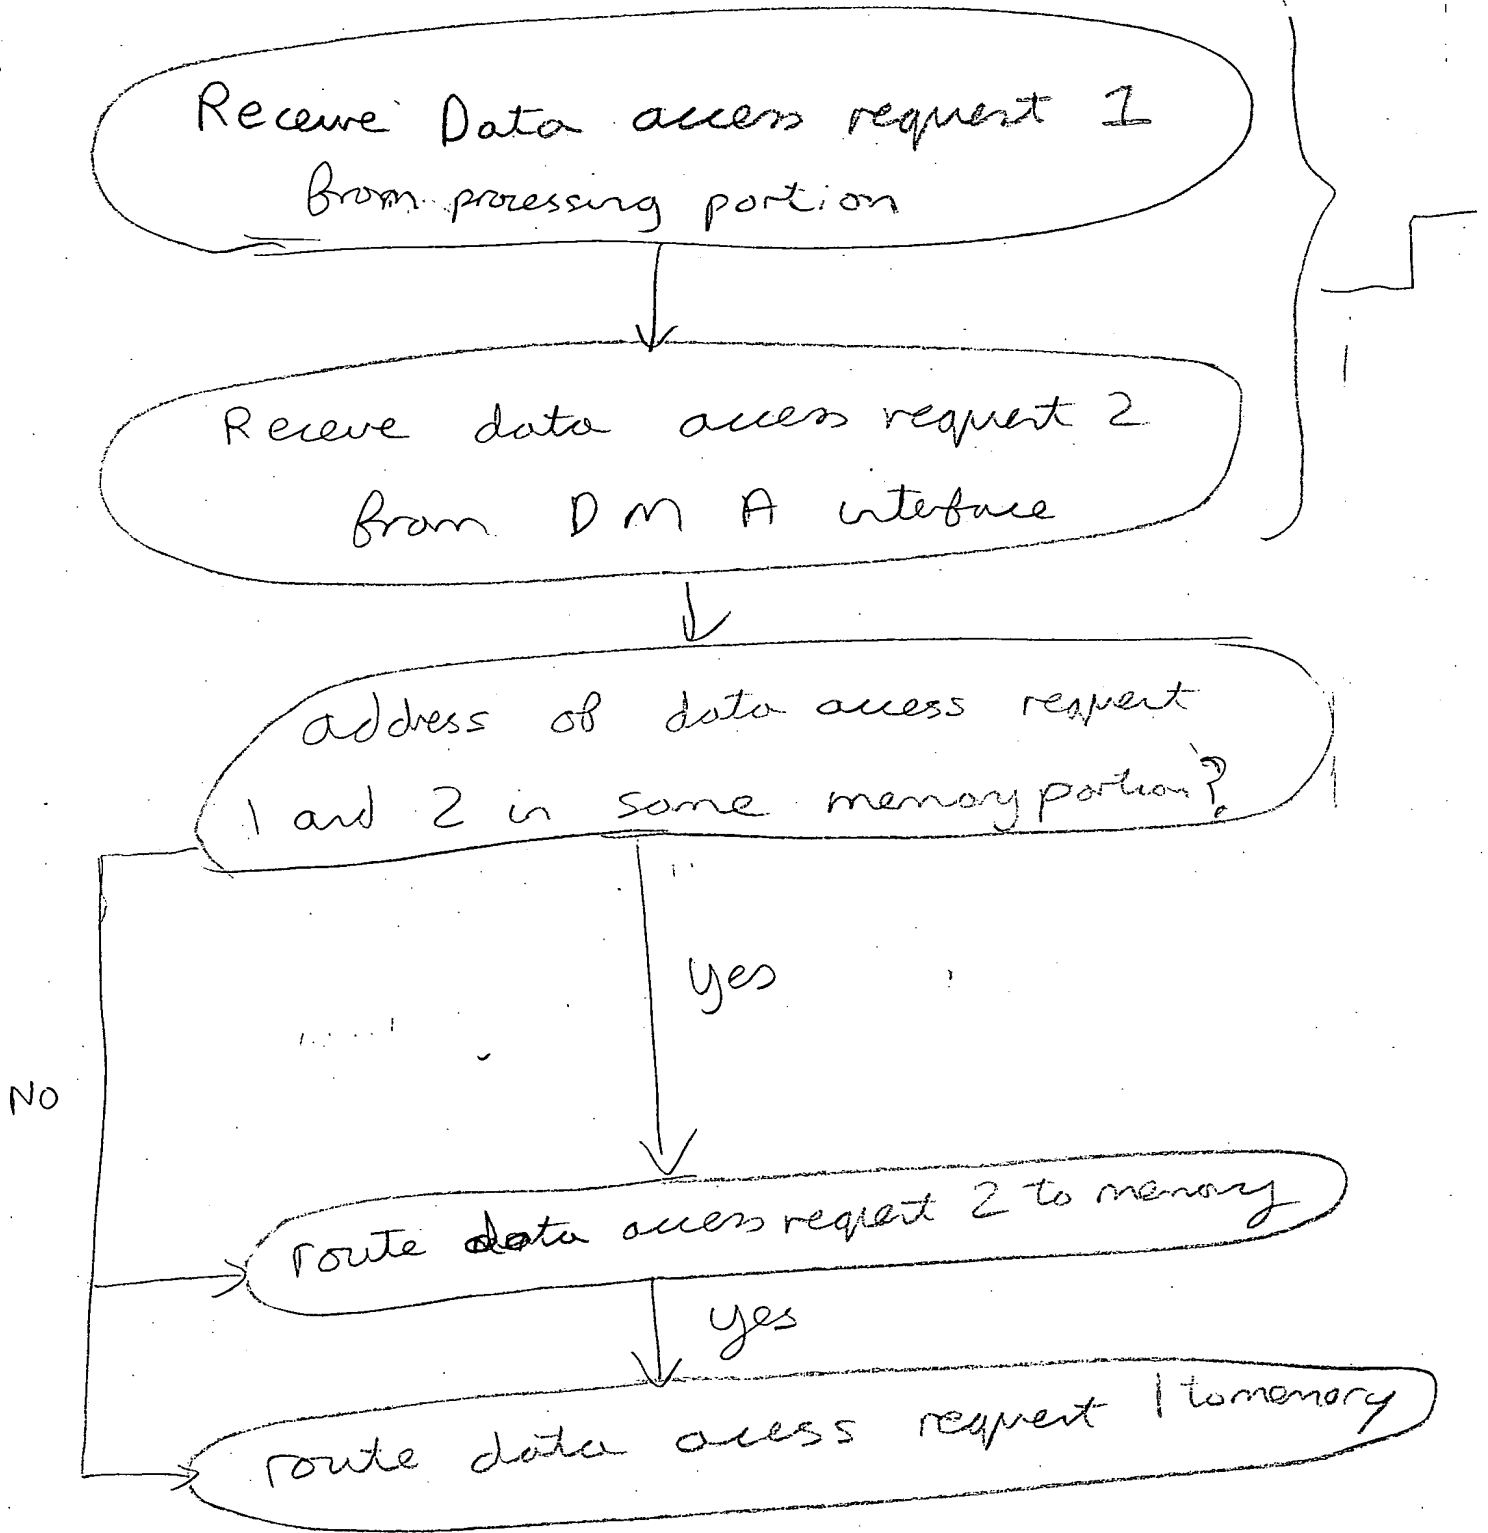 Receive Data access request 1
from processing portion
Receive data access request 2
from DMA interface
address of data access request
1 and 2 in same memory portion?
yes
NO
route data access request 2 to memory
yes
route data access request 1 to memory